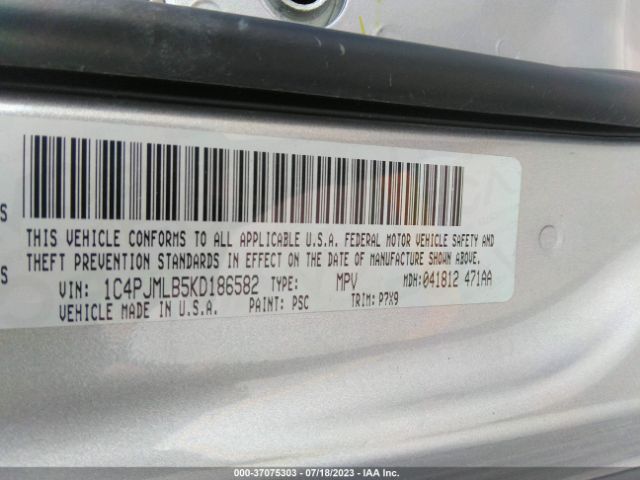 S
THIS VEHICLE CONFORMS TO ALL APPLICABLE U.S.A. FEDERAL MOTOR VEHICLE SAFETY AND
S
THEFT PREVENTION STANDARDS IN EFFECT ON THE DATE OF MANUFACTURE SHOWN ABOVE.
VIN: 1C4PJMLB5KD186582 TYPE: MPV MDH: 041812 471AA
VEHICLE MADE IN U.S.A. PAINT: PSC TRIM: P7X9
000-37075303 - 07/18/2023 - IAA Inc.